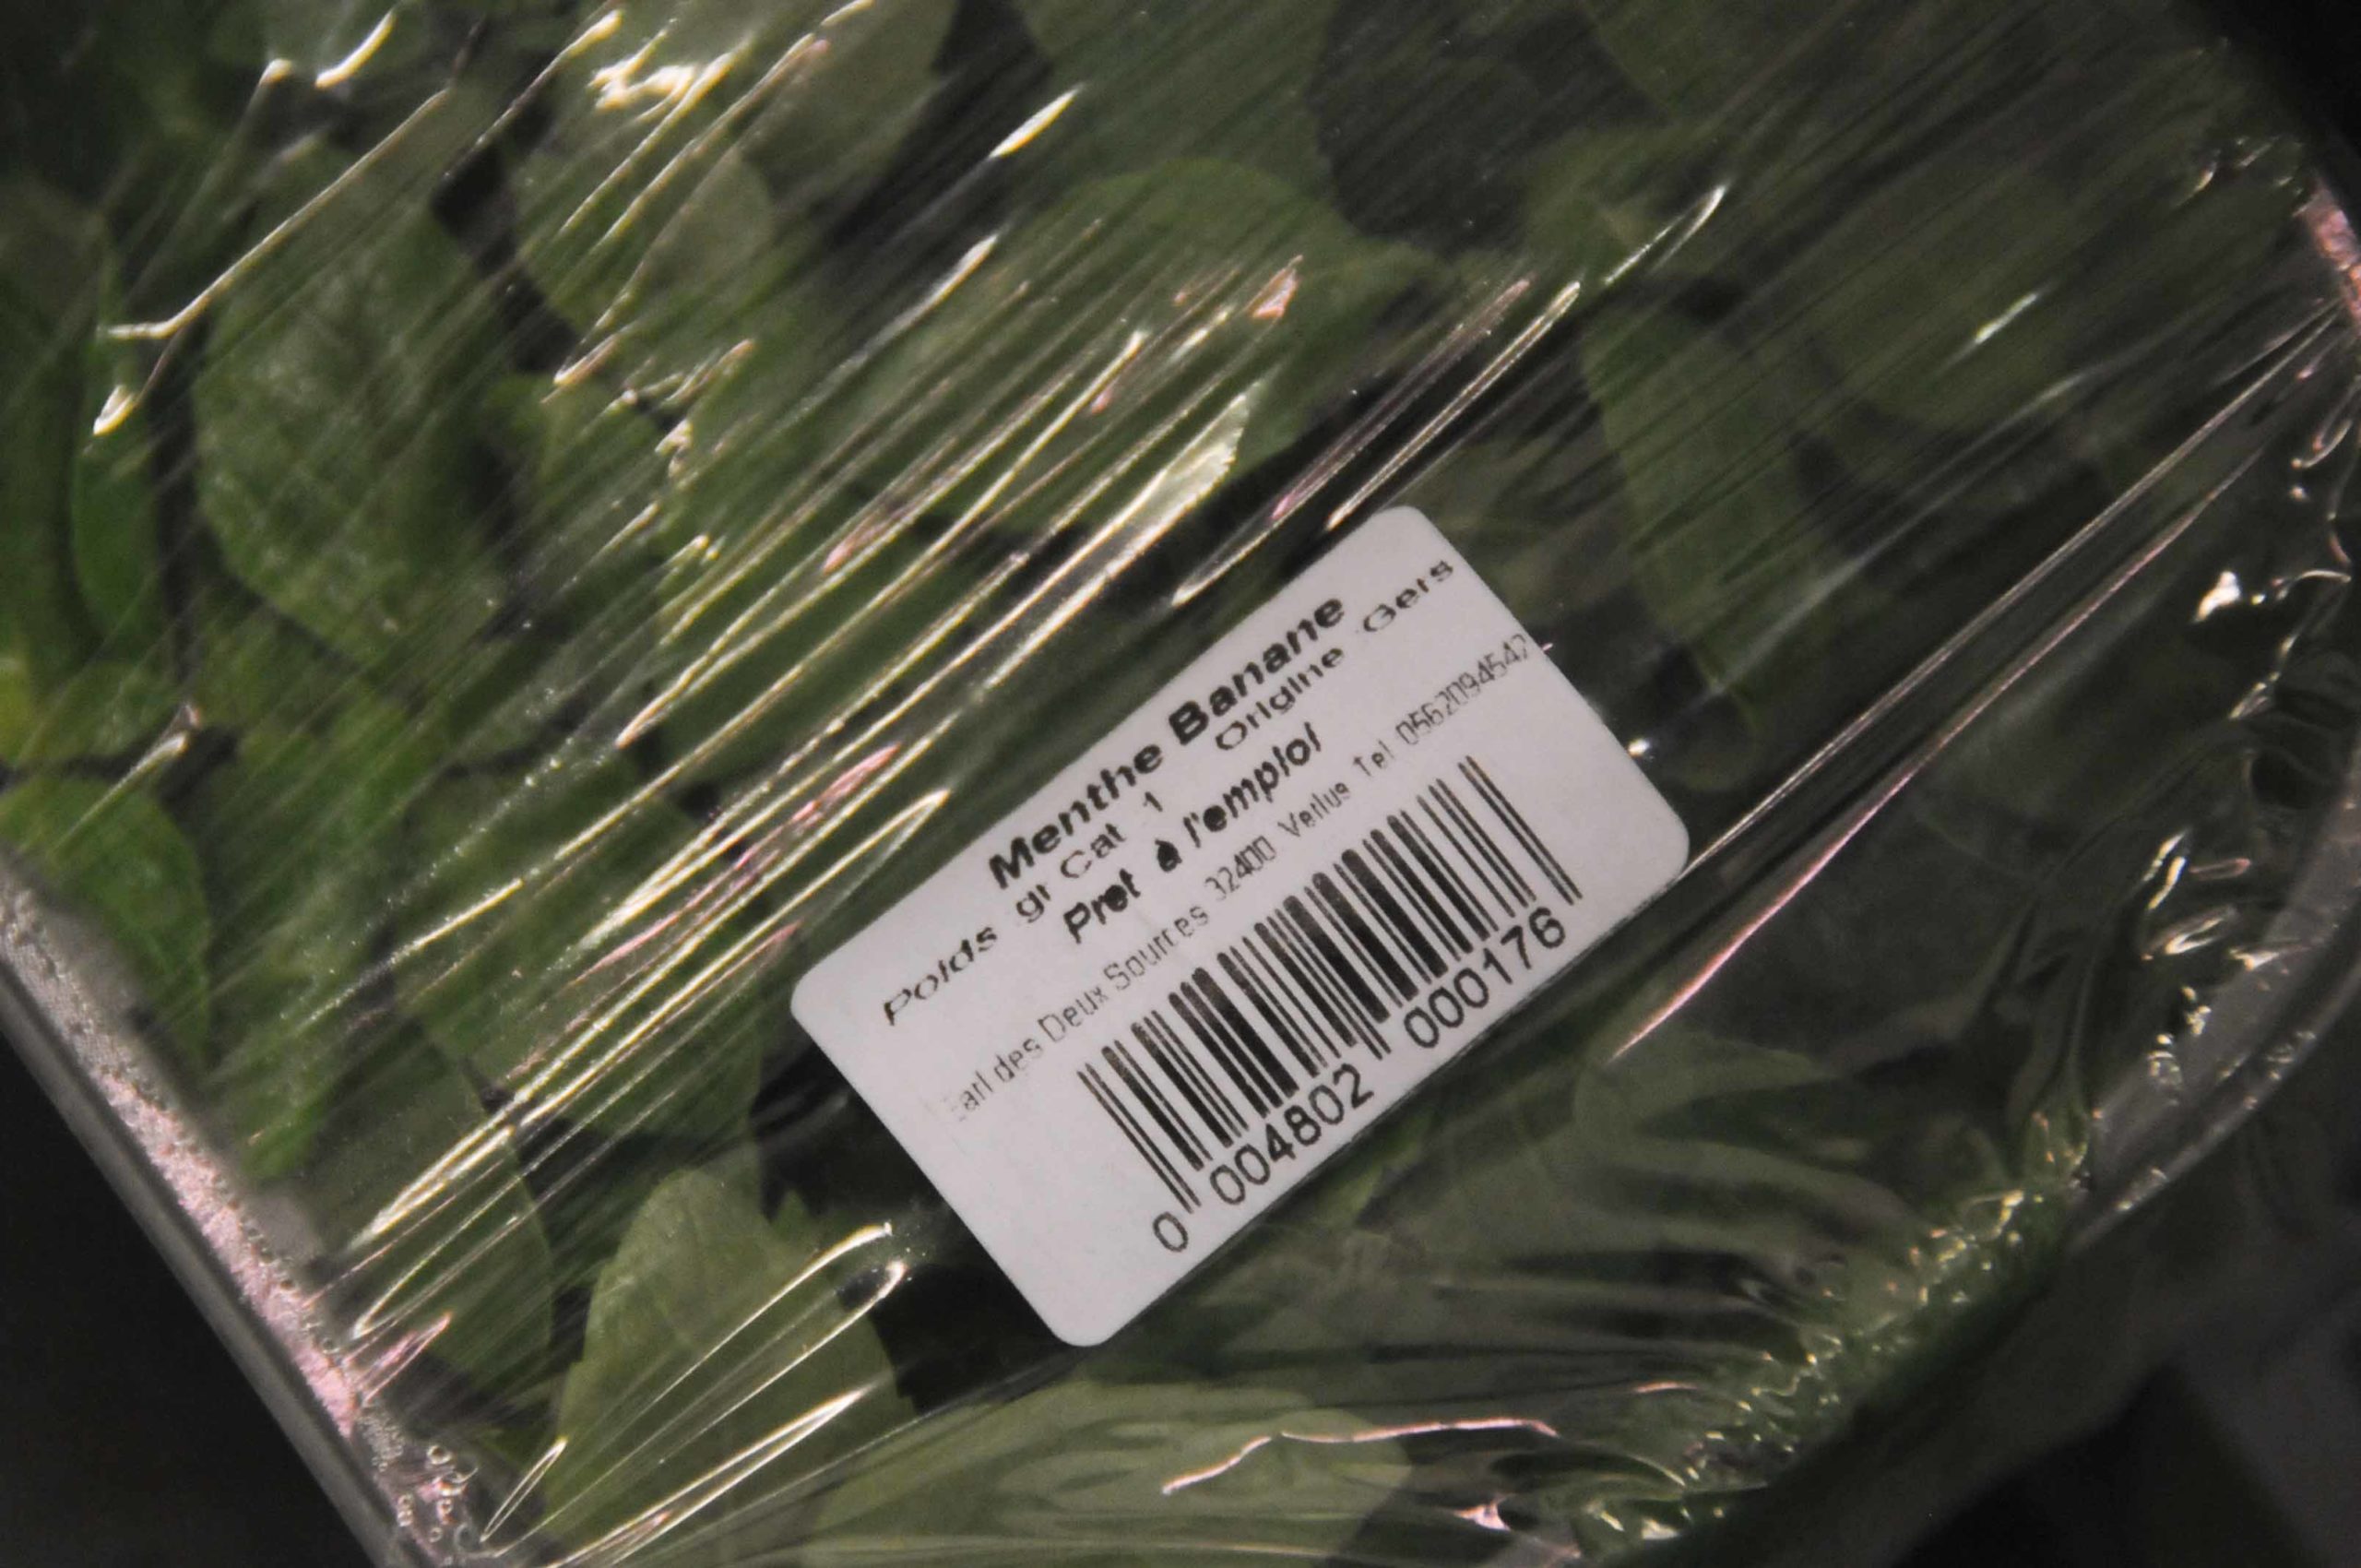 Menthe Banane
Poids gr Cat 1 Origine Gers
Pret à l'emploi
Earl des Deux Sources 32400 Verlus Tel 0562094542
0 004802 000176